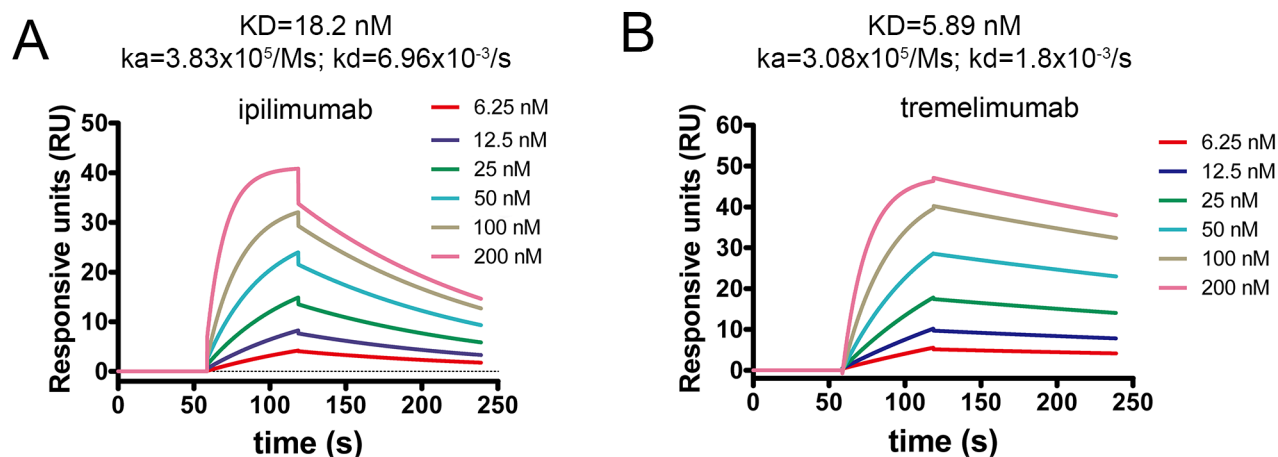 A
KD=18.2 nM
ka=3.83x10⁵/Ms; kd=6.96x10⁻³/s
ipilimumab
Responsive units (RU)
50
40
30
20
10
0
0 50 100 150 200 250
time (s)
6.25 nM
12.5 nM
25 nM
50 nM
100 nM
200 nM
B
KD=5.89 nM
ka=3.08x10⁵/Ms; kd=1.8x10⁻³/s
tremelimumab
Responsive units (RU)
60
50
40
30
20
10
0
0 50 100 150 200 250
time (s)
6.25 nM
12.5 nM
25 nM
50 nM
100 nM
200 nM